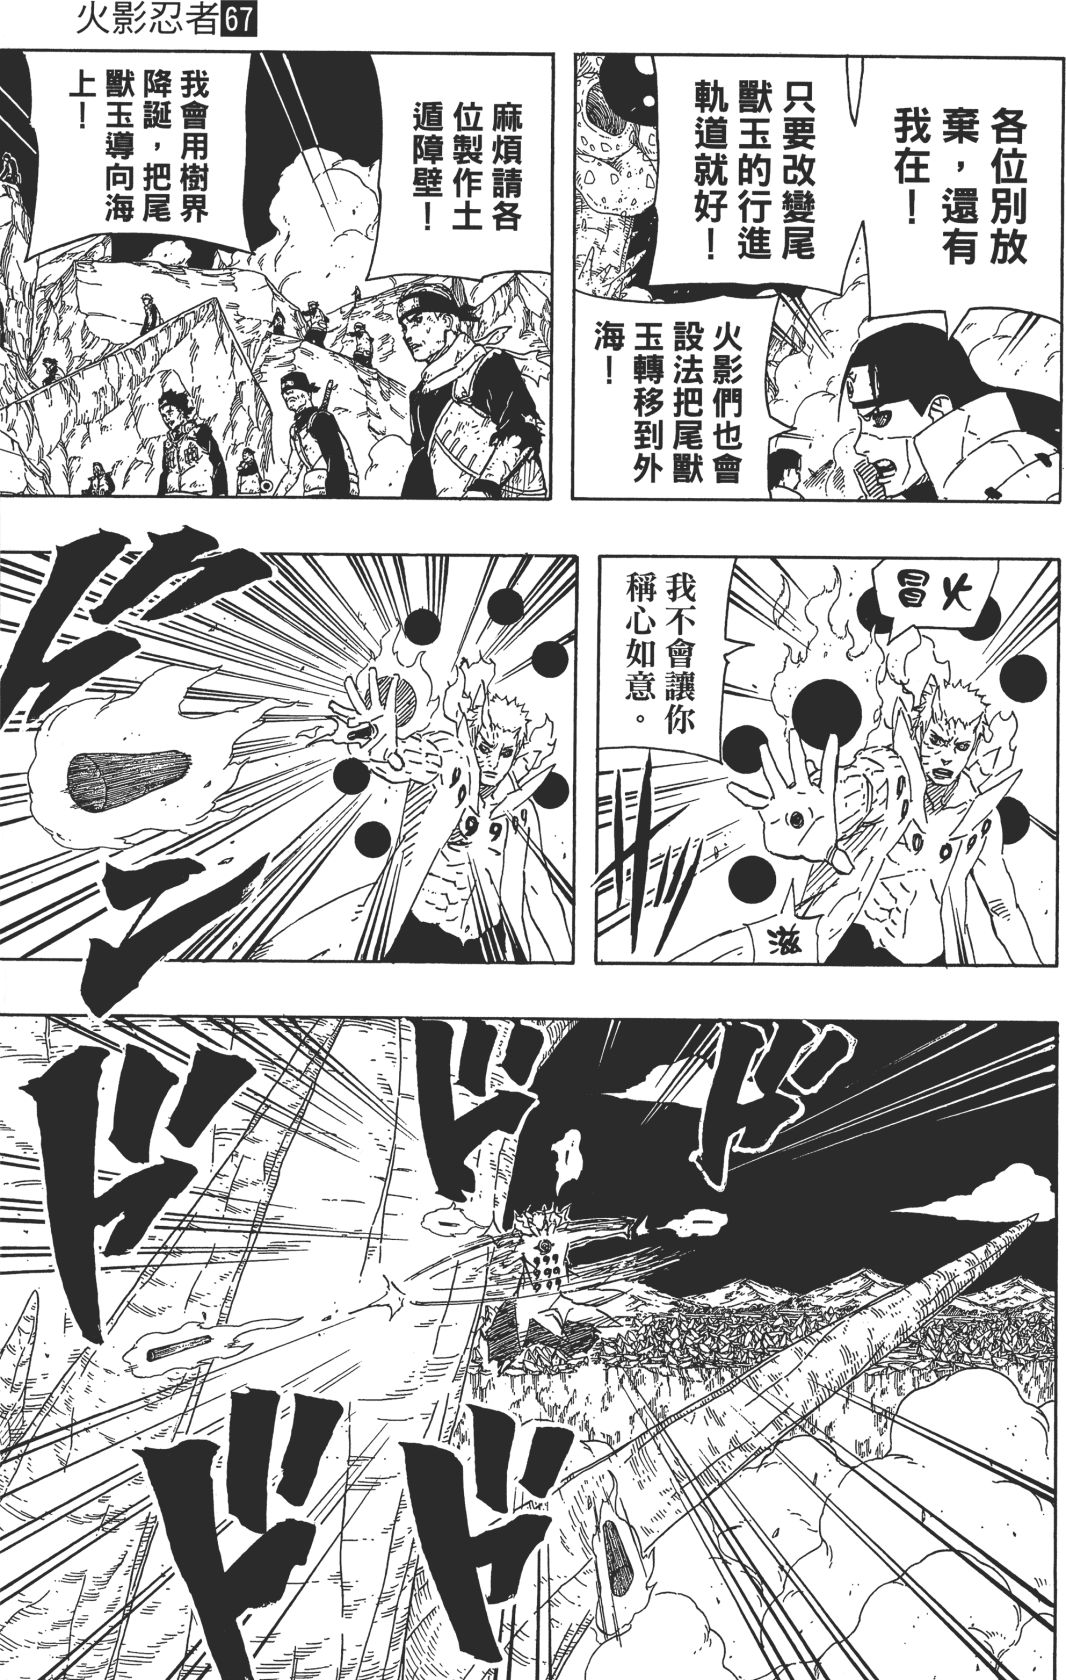 火影忍者67
各位別放
棄，還有
我在！
只要改變尾
獸玉的行進
軌道就好！
火影們也會
設法把尾獸
玉轉移到外
海！
麻煩請各
位製作土
遁障壁！
我會用樹界
降誕，把尾
獸玉導向海
上！
火
冒
我不會讓你
稱心如意。
滋
ドドン
ド
ド
ド
ド
ド
ド